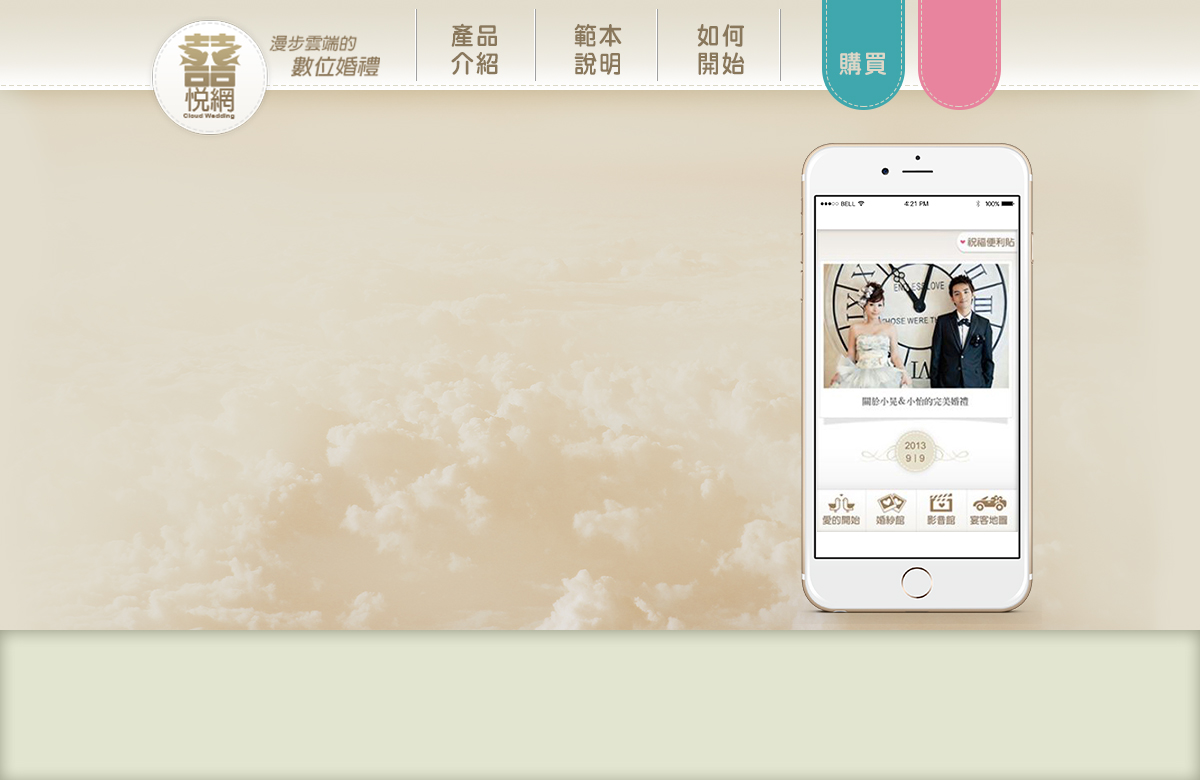 囍
悅網
Cloud Wedding
漫步雲端的
數位婚禮
產品
介紹
範本
說明
如何
開始
購買
BELL
4:21 PM
100%
祝福便利貼
ENDLESS LOVE
WHOSE WERE TH
關於小晃&小怡的完美婚禮
2013
9 | 9
愛的開始
婚紗館
影音館
宴客地圖